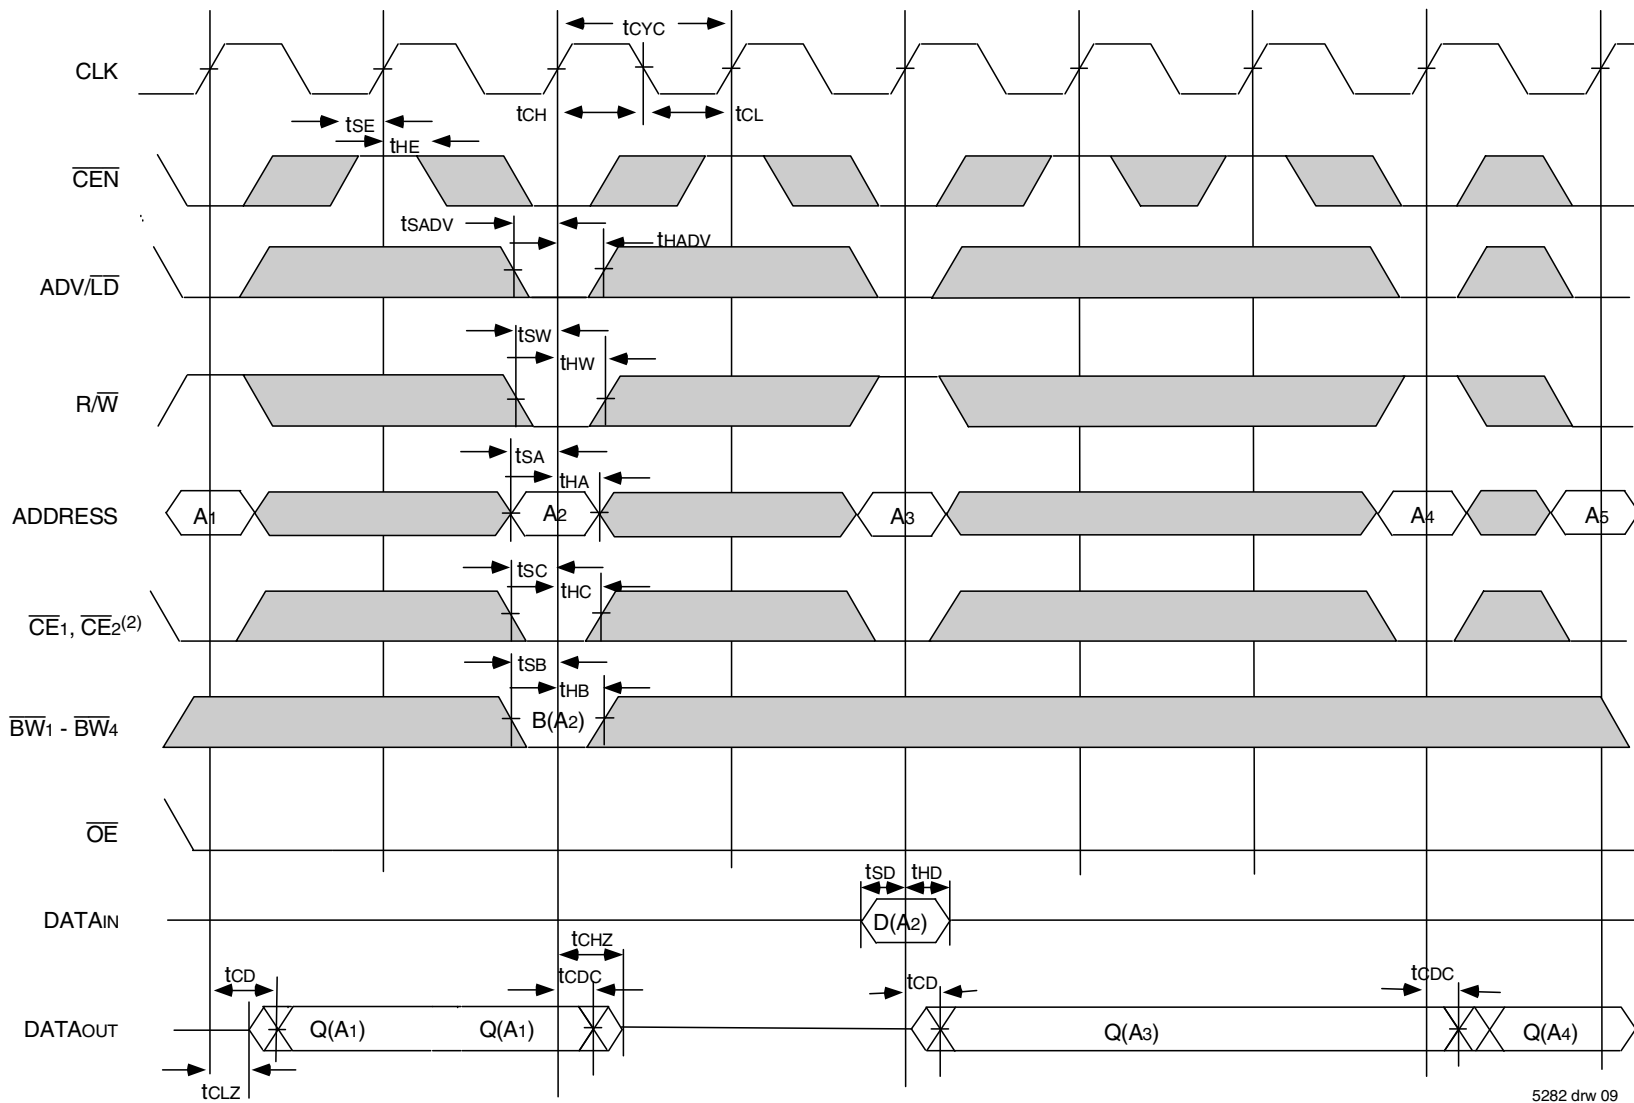 tCYC
CLK
tCH
tCL
tSE
tHE
CEN
tSADV
tHADV
ADV/LD
tSW
tHW
R/W
tSA
tHA
ADDRESS
A1
A2
A3
A4
A5
tSC
tHC
CE1, CE2(2)
tSB
tHB
BW1 - BW4
B(A2)
OE
tSD tHD
DATAIN
D(A2)
tCHZ
tCD
tCDC
tCD
tCDC
DATAOUT
Q(A1)
Q(A1)
Q(A3)
Q(A4)
tCLZ
5282 drw 09